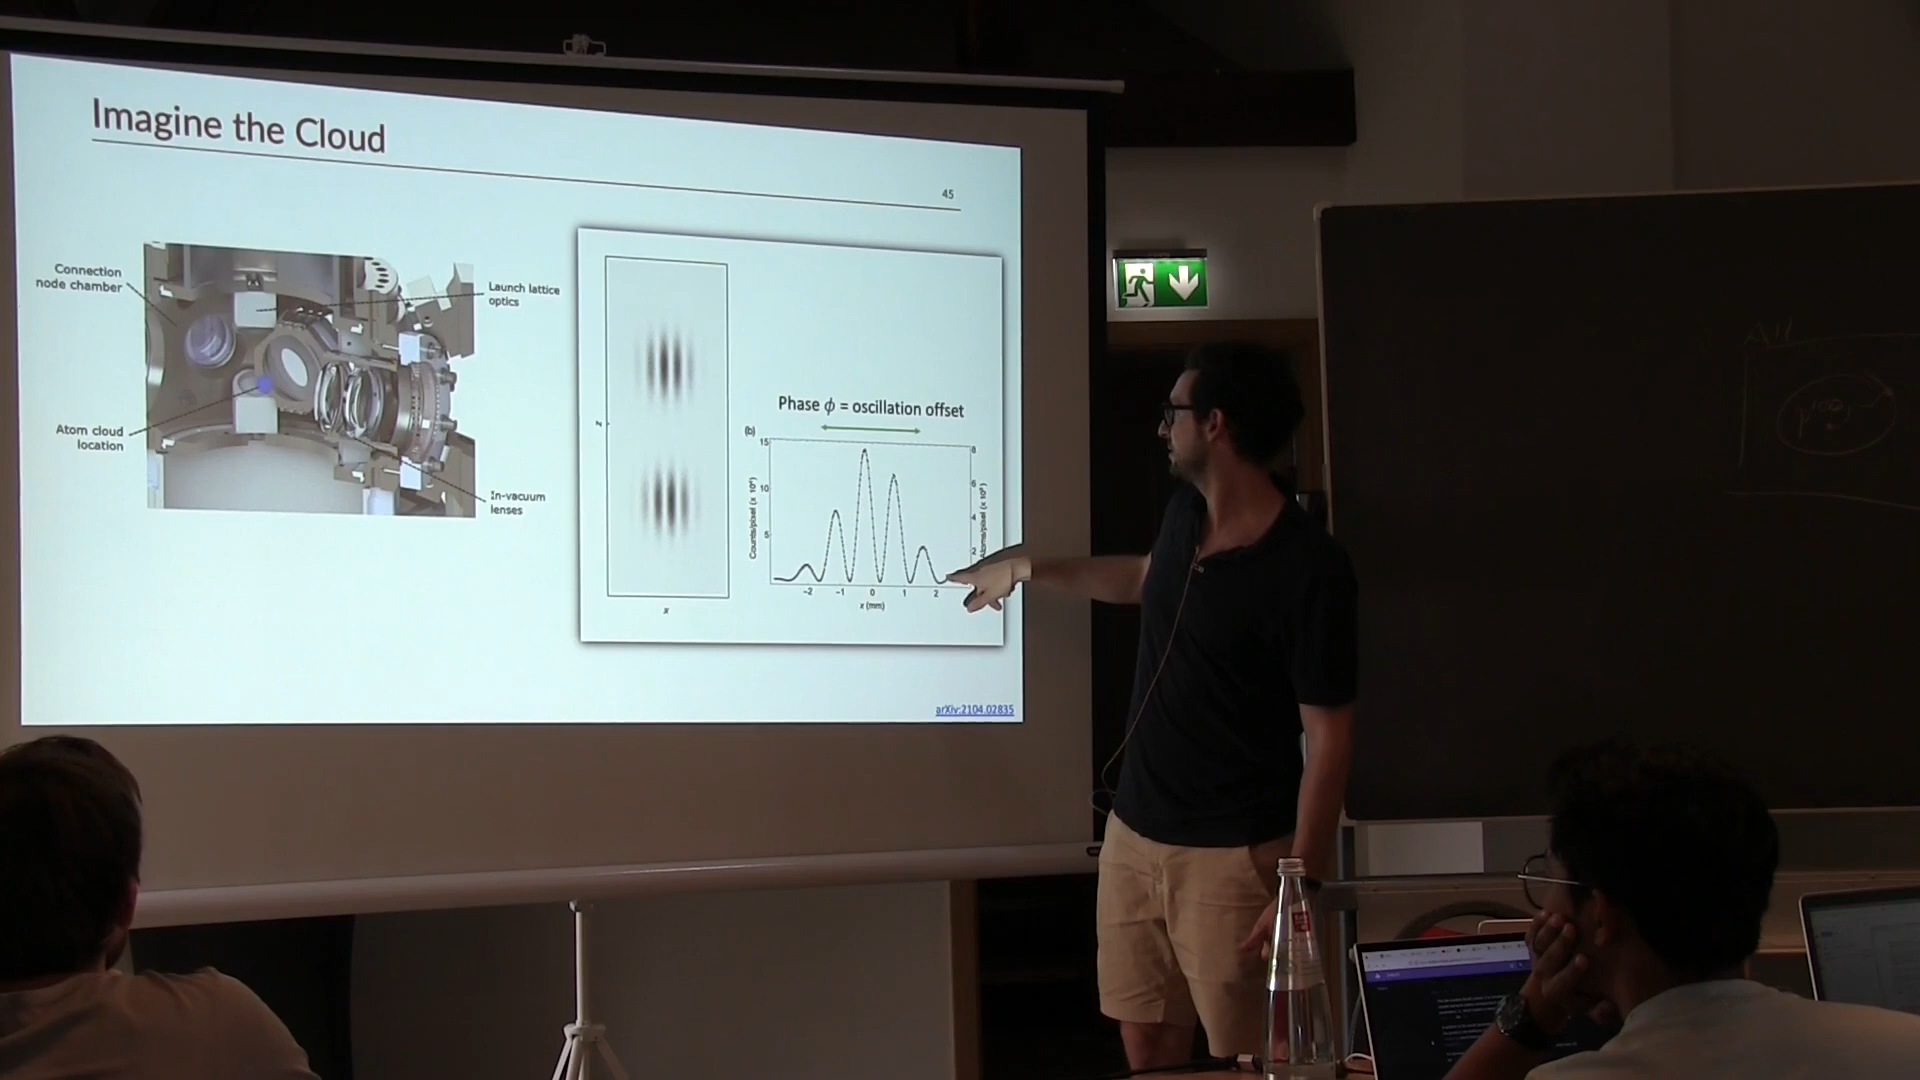 Imagine the Cloud
45
Connection
node chamber
Launch lattice
optics
Atom cloud
location
In-vacuum
lenses
z
x
Phase ϕ = oscillation offset
(b)
15
10
5
8
6
4
2
-2 -1 0 1 2
x (mm)
arXiv:2104.02835